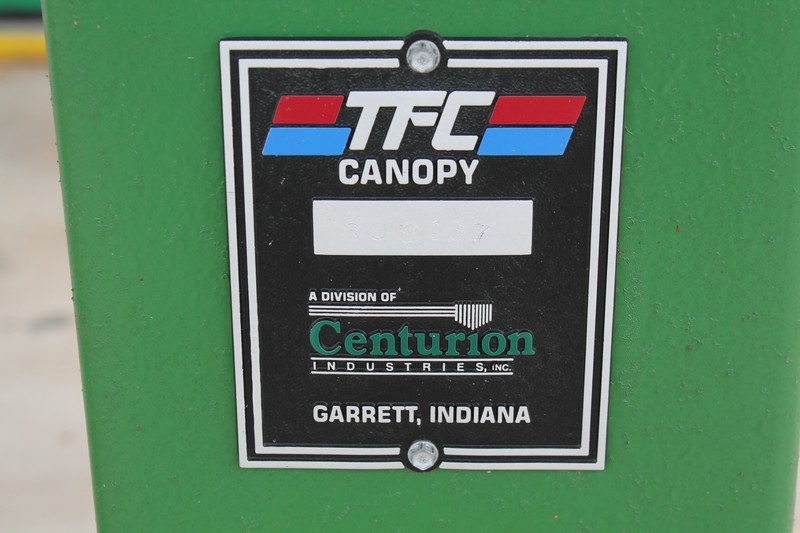 TFC
CANOPY
A DIVISION OF
Centurion
INDUSTRIES, INC.
GARRETT, INDIANA